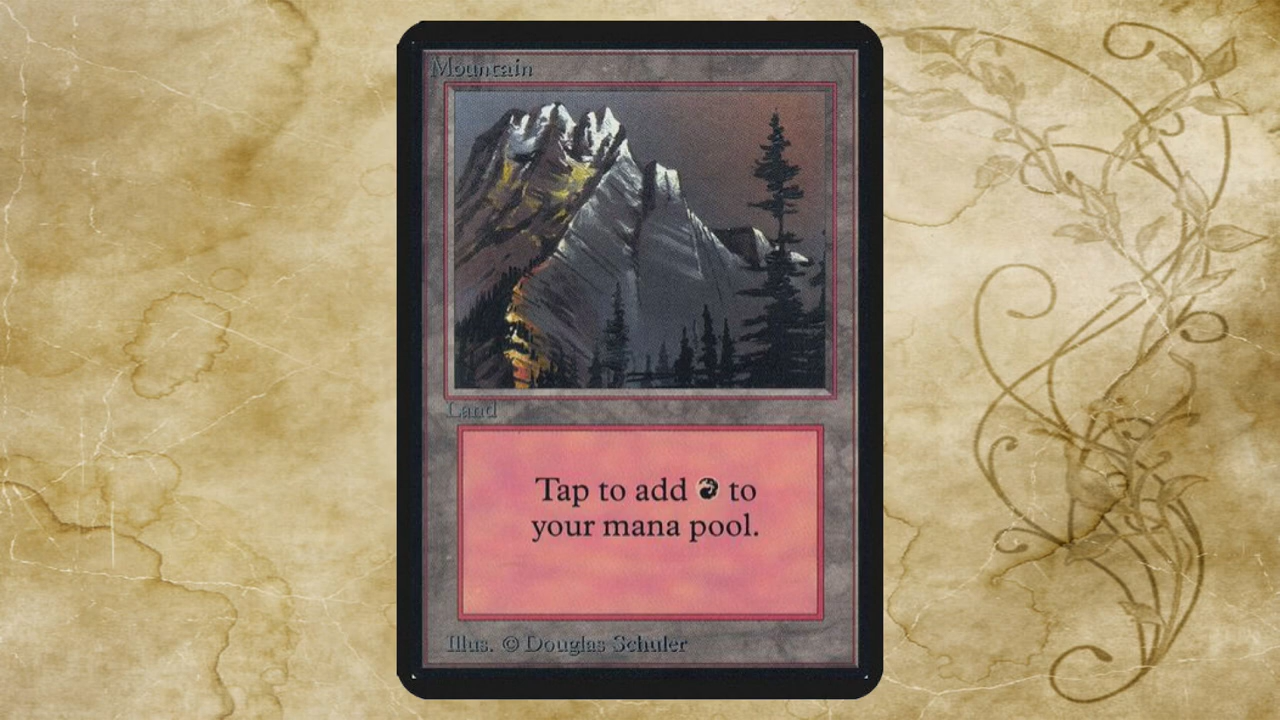 Mountain
Land
Tap to add to
your mana pool.
Illus. © Douglas Schuler